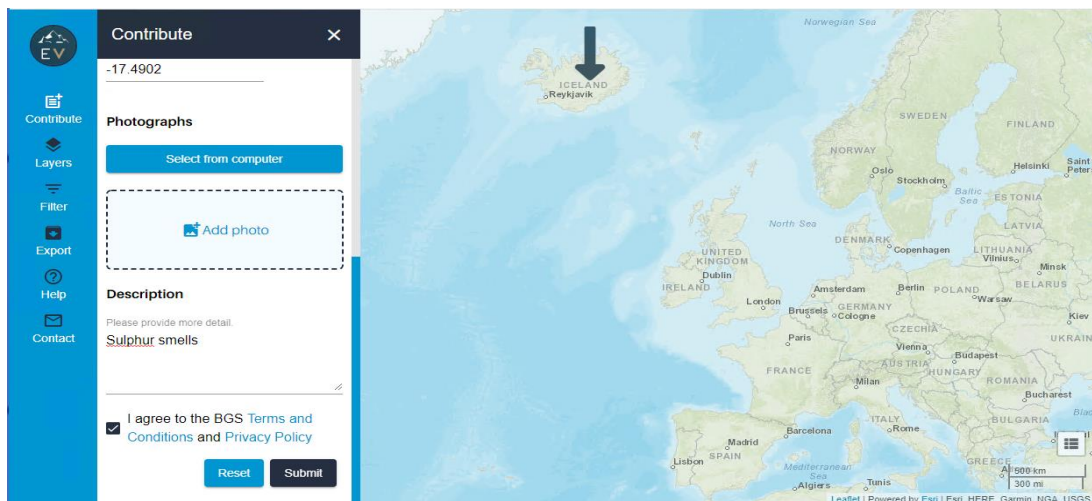 EV
Contribute
Layers
Filter
Export
Help
Contact
Contribute
-17.4902
Photographs
Select from computer
Add photo
Description
Please provide more detail.
Sulphur smells
I agree to the BGS Terms and
Conditions and Privacy Policy
Reset
Submit
Norwegian Sea
ICELAND
Reykjavík
SWEDEN
FINLAND
NORWAY
Oslo
Helsinki
Saint
Peter
Stockholm
Baltic
Sea
ESTONIA
North Sea
LATVIA
DENMARK
Copenhagen
LITHUANIA
Vilnius
UNITED
KINGDOM
Minsk
Dublin
IRELAND
Amsterdam
Berlin
POLAND
BELARUS
Warsaw
London
Brussels
GERMANY
Cologne
Kiev
CZECHIA
UKRAIN
Paris
Vienna
Budapest
AUSTRIA
HUNGARY
FRANCE
Milan
ROMANIA
Bucharest
ITALY
BULGARIA
Barcelona
Rome
Madrid
Lisbon
SPAIN
Mediterranean
Sea
GREECE
Algiers
Tunis
500 km
300 mi
Leaflet | Powered by Esri | Esri, HERE, Garmin, NGA, USGS